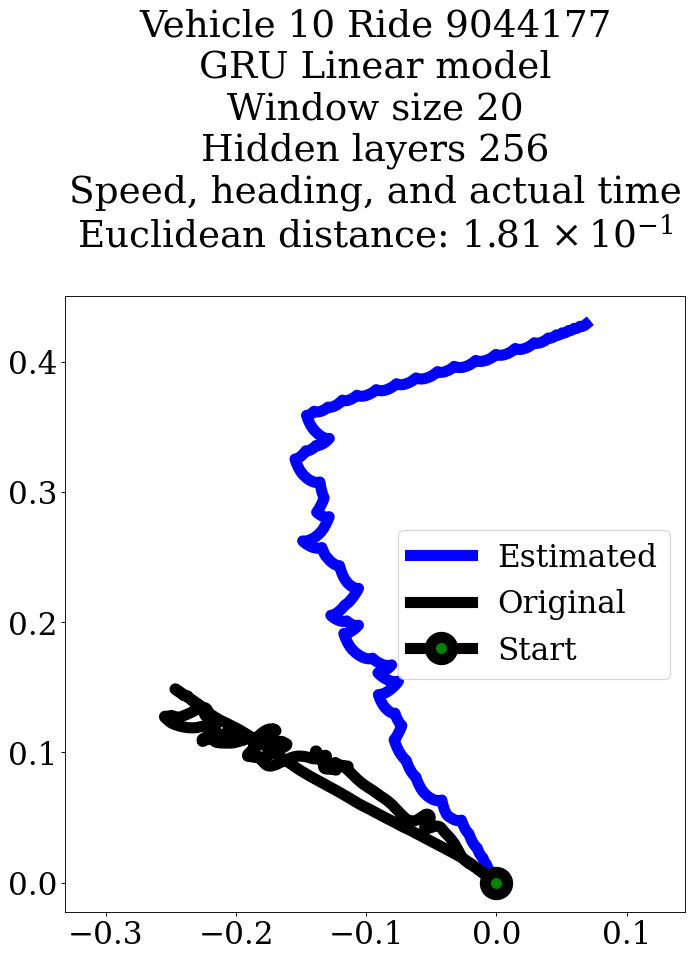 Vehicle 10 Ride 9044177
GRU Linear model
Window size 20
Hidden layers 256
Speed, heading, and actual time
Euclidean distance: 1.81 × 10⁻¹
0.4
0.3
0.2
0.1
0.0
Estimated
Original
Start
−0.3 −0.2 −0.1 0.0 0.1